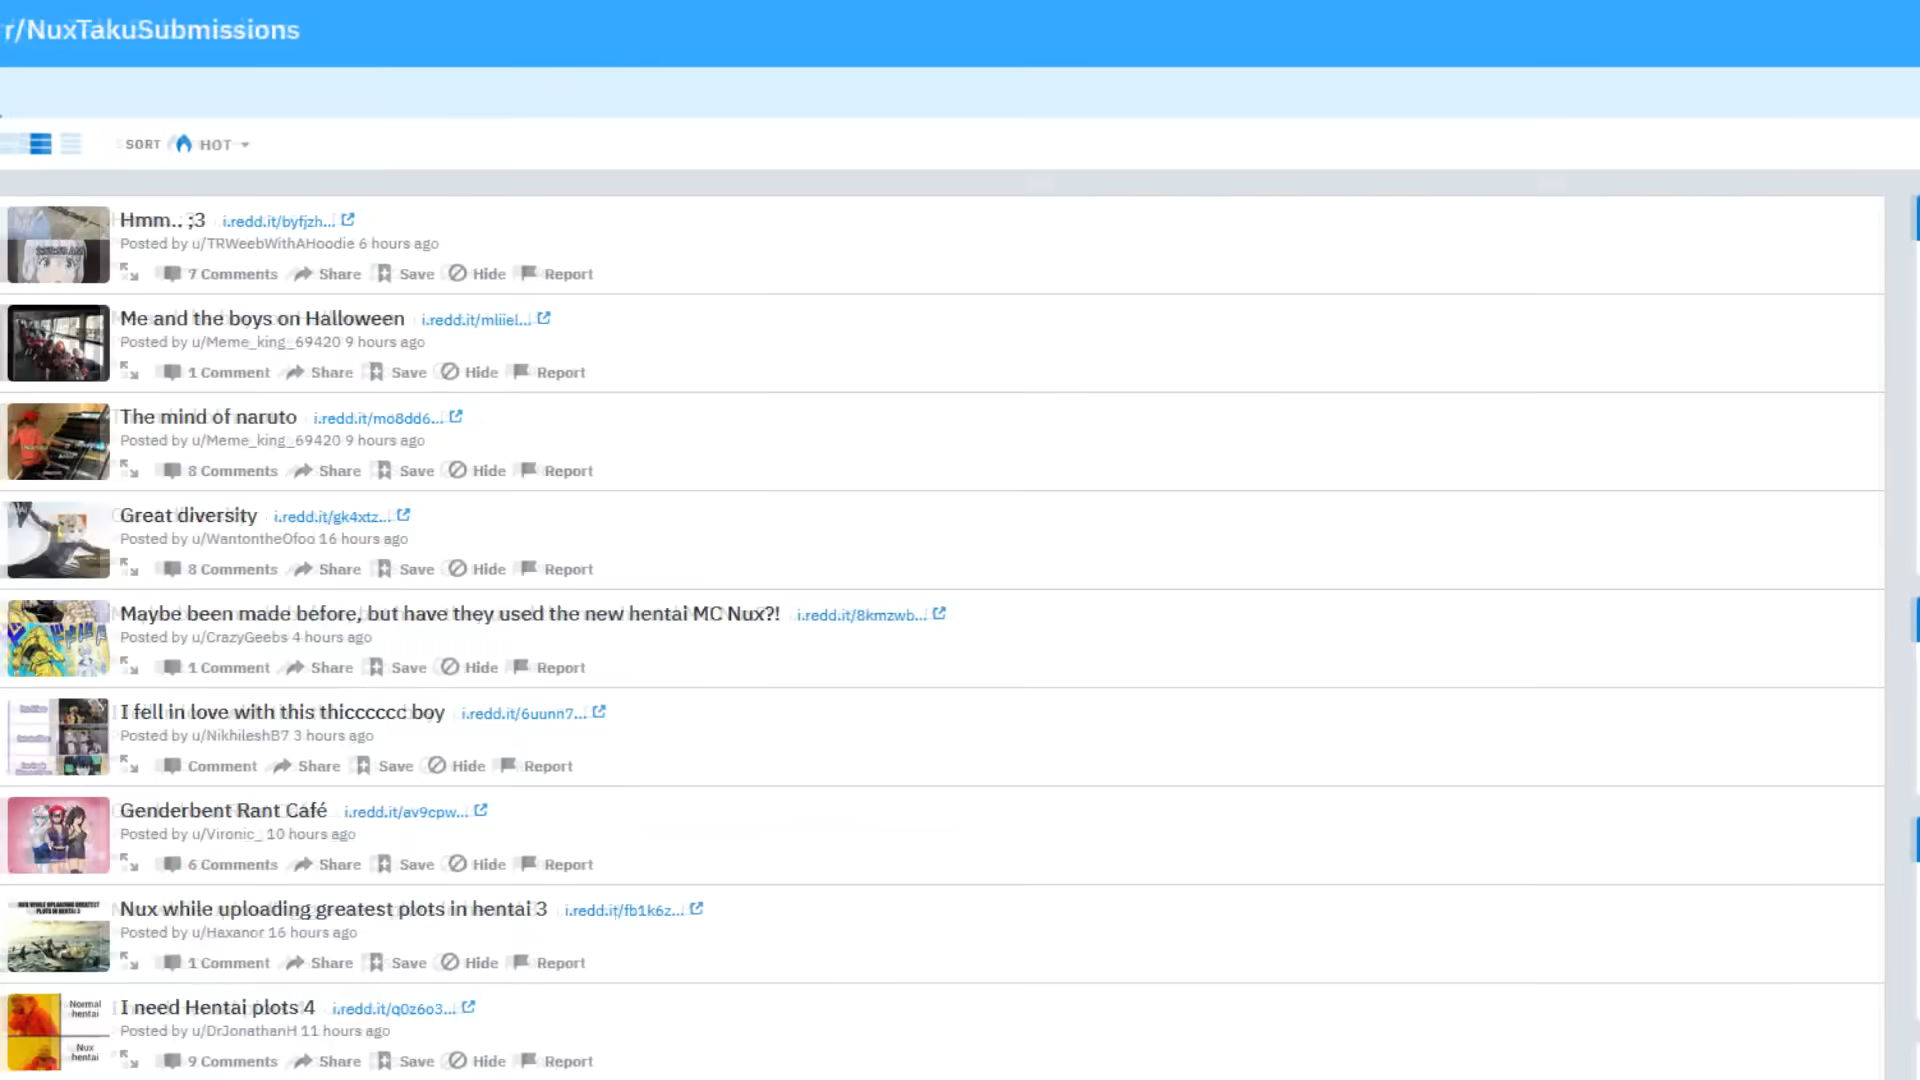 r/NuxTakuSubmissions
SORT HOT
Hmm.. ;3 i.redd.it/byfjzh...
Posted by u/TRWeebWithAHoodie 6 hours ago
7 Comments Share Save Hide Report
Me and the boys on Halloween i.redd.it/mliiel...
Posted by u/Meme_king_69420 9 hours ago
1 Comment Share Save Hide Report
The mind of naruto i.redd.it/mo8dd6...
Posted by u/Meme_king_69420 9 hours ago
8 Comments Share Save Hide Report
Great diversity i.redd.it/gk4xtz...
Posted by u/WantontheOfoo 16 hours ago
8 Comments Share Save Hide Report
Maybe been made before, but have they used the new hentai MC Nux?! i.redd.it/8kmzwb...
Posted by u/CrazyGeebs 4 hours ago
1 Comment Share Save Hide Report
I fell in love with this thicccccc boy i.redd.it/6uunn7...
Posted by u/NikhileshB7 3 hours ago
Comment Share Save Hide Report
Genderbent Rant Café i.redd.it/av9cpw...
Posted by u/Vironic_ 10 hours ago
6 Comments Share Save Hide Report
NUX WHILE UPLOADING GREATEST
PLOTS IN HENTAI 3
Nux while uploading greatest plots in hentai 3 i.redd.it/fb1k6z...
Posted by u/Haxanor 16 hours ago
1 Comment Share Save Hide Report
Normal
hentai
Nux
hentai
I need Hentai plots 4 i.redd.it/q0z6o3...
Posted by u/DrJonathanH 11 hours ago
9 Comments Share Save Hide Report